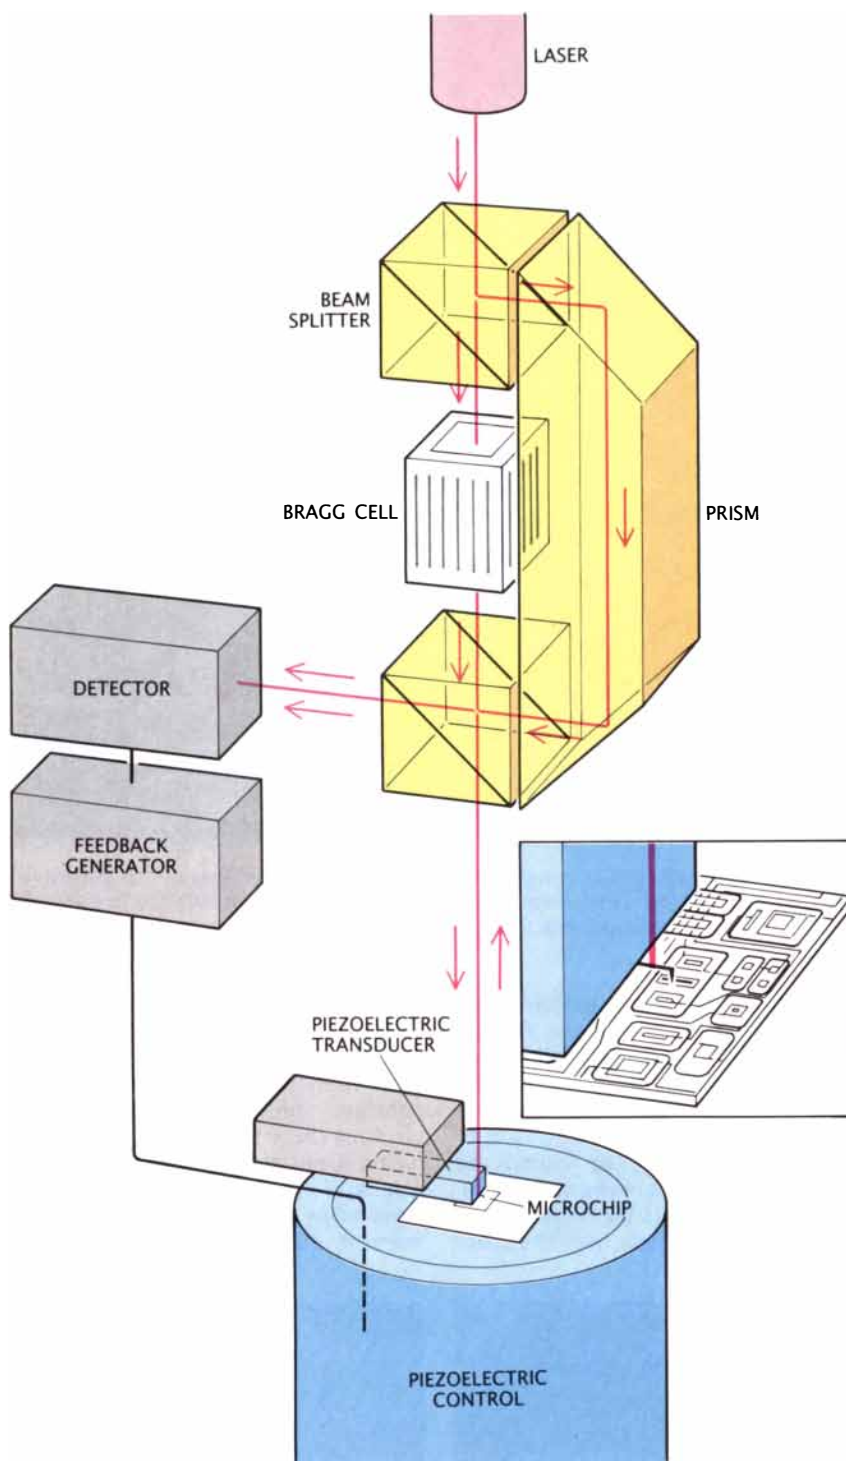 LASER
BEAM
SPLITTER
BRAGG CELL
PRISM
DETECTOR
FEEDBACK
GENERATOR
PIEZOELECTRIC
TRANSDUCER
MICROCHIP
PIEZOELECTRIC
CONTROL